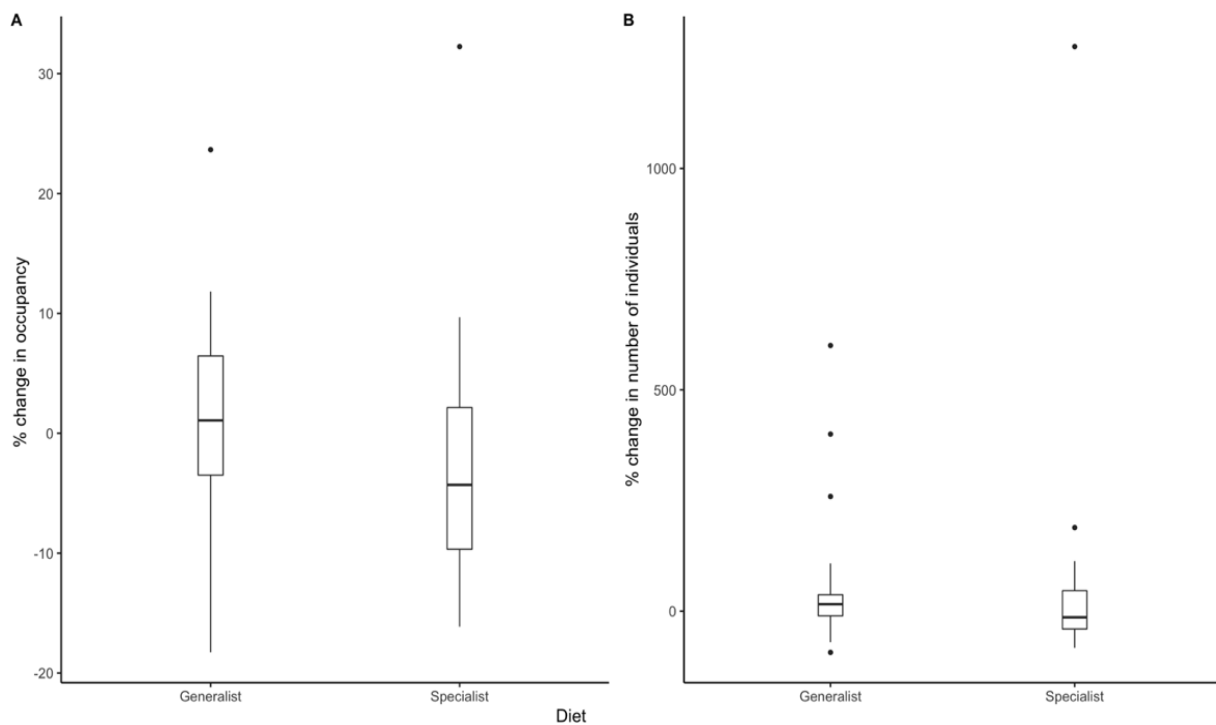 A
% change in occupancy
30
20
10
0
-10
-20
Generalist
Specialist
B
% change in number of individuals
1000
500
0
Generalist
Specialist
Diet